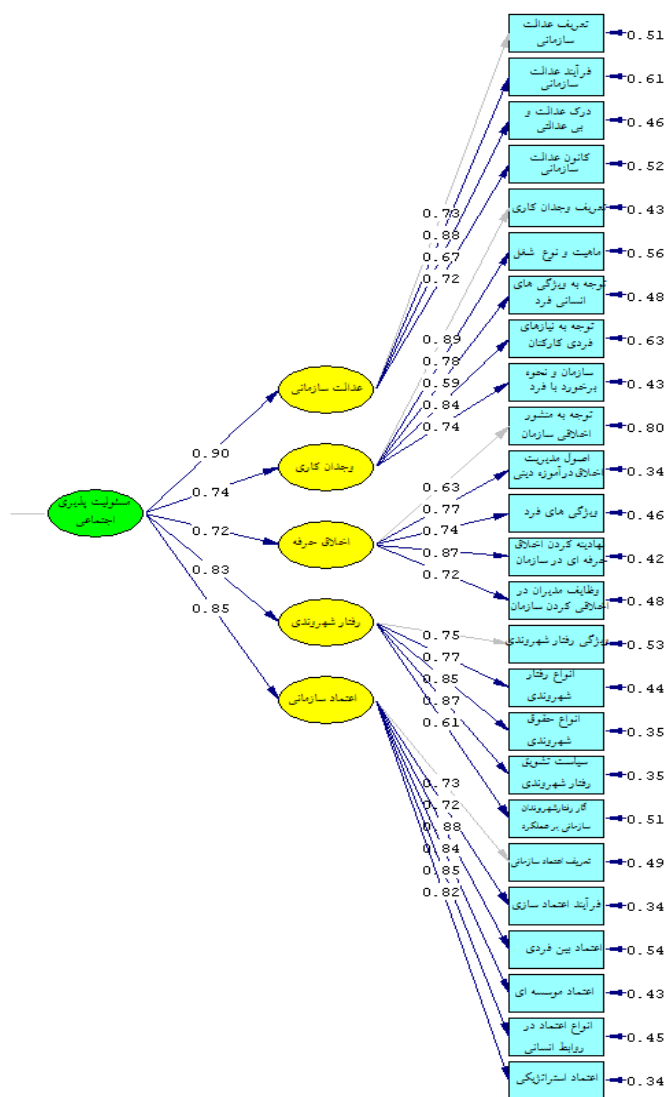 تعریف عدالت
سازمانی
0.51
فرآیند عدالت
سازمانی
0.61
درک عدالت و
بی عدالتی
0.46
کانون عدالت
سازمانی
0.52
تعریف وجدان کاری
0.43
ماهیت و نوع شغل
0.56
توجه به ویژگی های
انسانی فرد
0.48
توجه به نیازهای
فردی کارکنان
0.63
سازمان و نحوه
برخورد با فرد
0.43
توجه به منشور
اخلاقی سازمان
0.80
اصول مدیریت
اخلاق درآموزه دینی
0.34
ویژگی های فرد
0.46
نهادینه کردن اخلاق
حرفه ای در سازمان
0.42
وظایف مدیران در
اخلاقی کردن سازمان
0.48
ویژگی رفتار شهروندی
0.53
انواع رفتار
شهروندی
0.44
انواع حقوق
شهروندی
0.35
سیاست تشویق
رفتار شهروندی
0.35
رفتارشهروندان
سازمانی برعملکرد
0.51
تعریف اعتماد سازمانی
0.49
فرآیند اعتماد سازی
0.34
اعتماد بین فردی
0.54
اعتماد موسسه ای
0.43
انواع اعتماد در
روابط انسانی
0.45
اعتماد استراتژیکی
0.34
0.73
0.88
0.67
0.72
0.89
0.78
0.59
0.84
0.74
0.63
0.77
0.74
0.87
0.72
0.75
0.77
0.85
0.87
0.61
0.73
0.72
0.88
0.84
0.85
0.82
عدالت سازمانی
وجدان کاری
اخلاق حرفه
رفتار شهروندی
اعتماد سازمانی
0.90
0.74
0.72
0.83
0.85
مسئولیت پذیری
اجتماعی